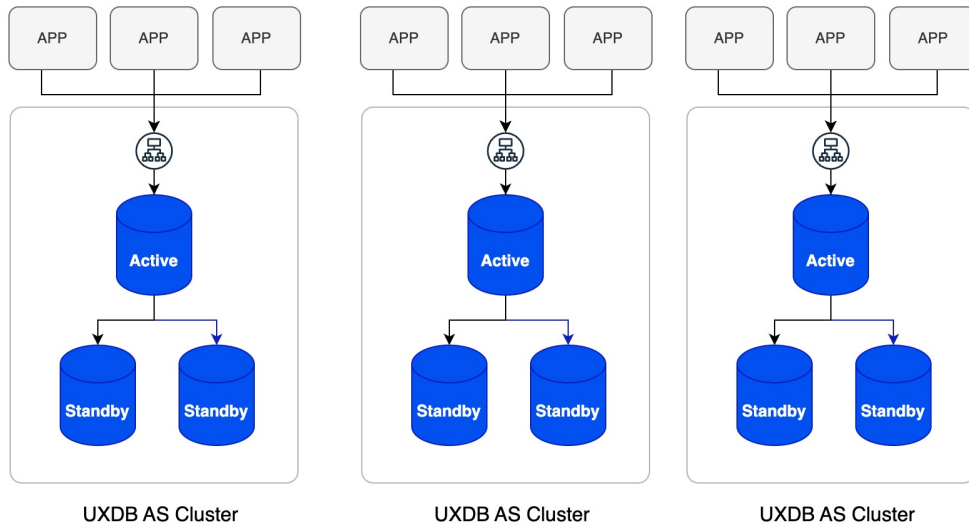 APP APP APP APP APP APP APP APP APP
Active Active Active
Standby Standby Standby Standby Standby Standby
UXDB AS Cluster UXDB AS Cluster UXDB AS Cluster